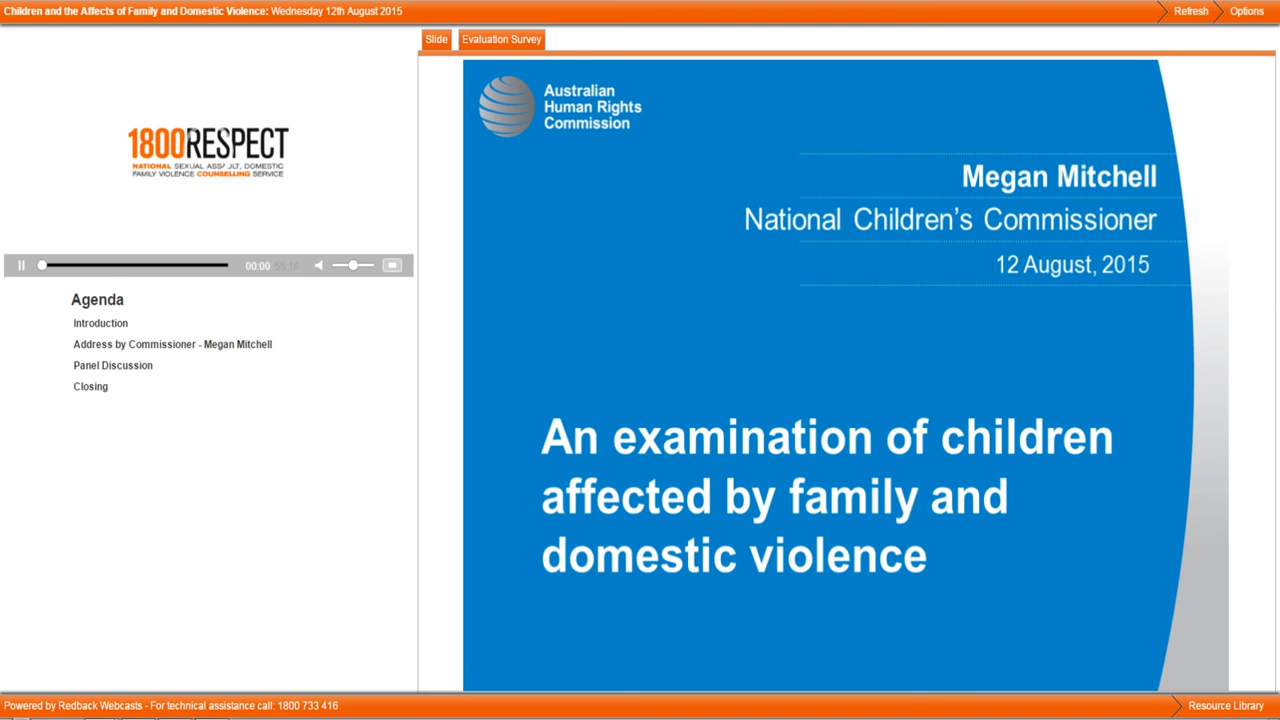 Children and the Affects of Family and Domestic Violence: Wednesday 12th August 2015
Refresh
Options
Slide
Evaluation Survey
1800RESPECT
NATIONAL SEXUAL ASSAULT, DOMESTIC
FAMILY VIOLENCE COUNSELLING SERVICE
00:00 55:16
Agenda
Introduction
Address by Commissioner - Megan Mitchell
Panel Discussion
Closing
Australian
Human Rights
Commission
Megan Mitchell
National Children's Commissioner
12 August, 2015
An examination of children
affected by family and
domestic violence
Powered by Redback Webcasts - For technical assistance call: 1800 733 416
Resource Library